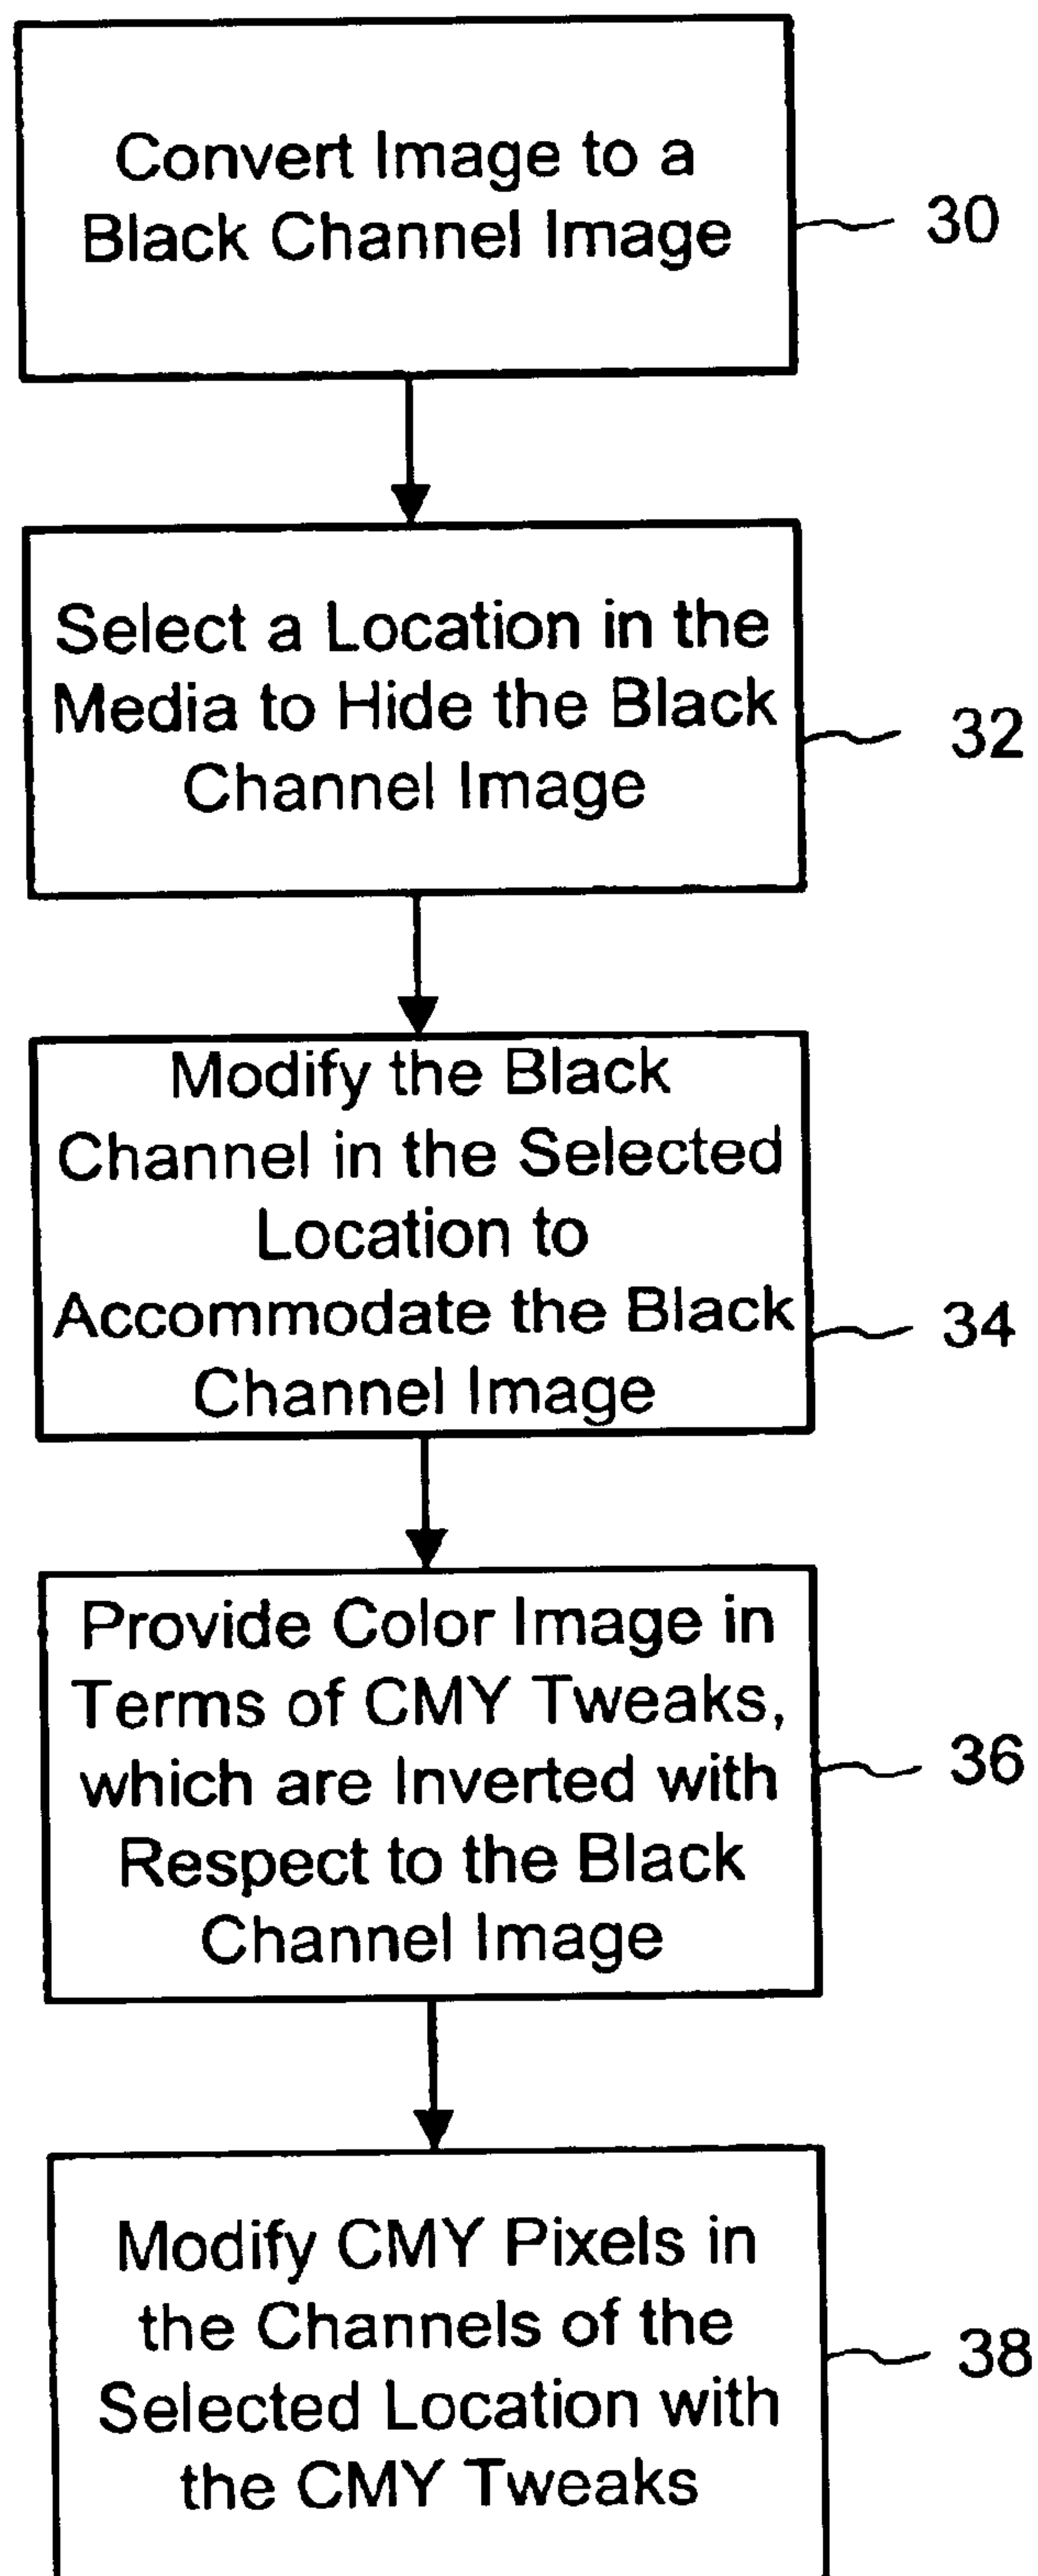 Convert Image to a
Black Channel Image
30
Select a Location in the
Media to Hide the Black
Channel Image
32
Modify the Black
Channel in the Selected
Location to
Accommodate the Black
Channel Image
34
Provide Color Image in
Terms of CMY Tweaks,
which are Inverted with
Respect to the Black
Channel Image
36
Modify CMY Pixels in
the Channels of the
Selected Location with
the CMY Tweaks
38